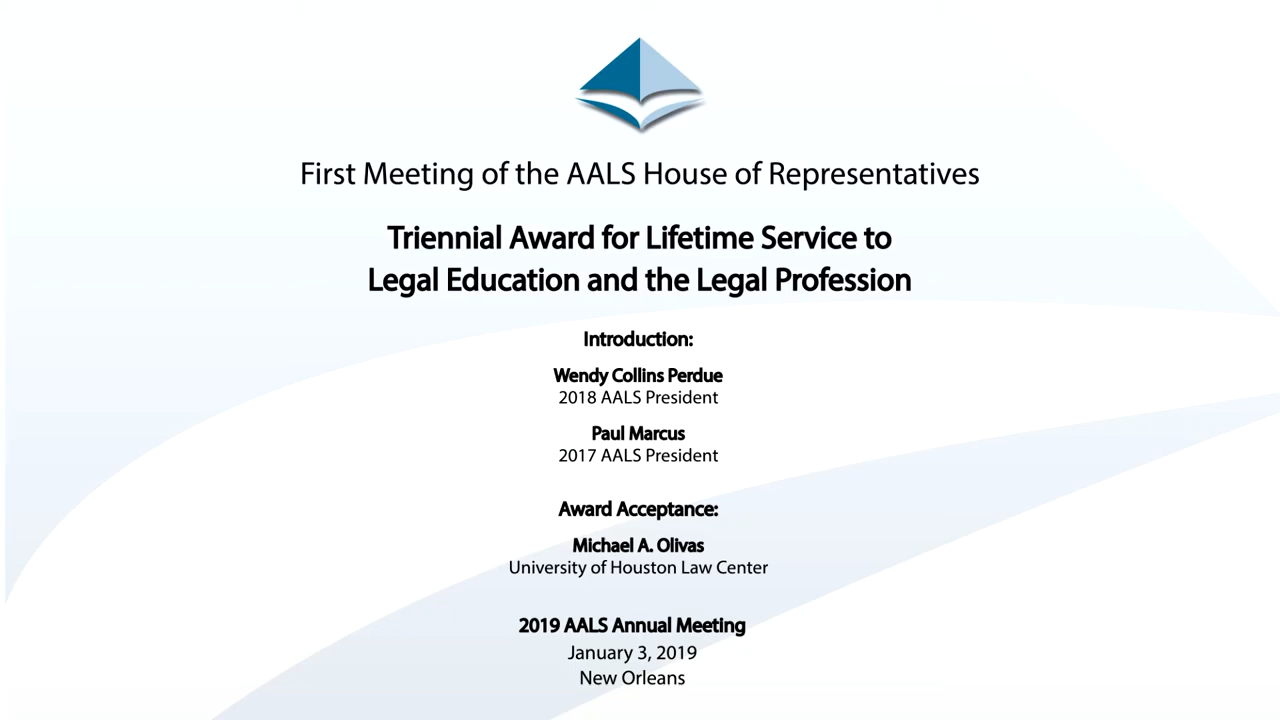 First Meeting of the AALS House of Representatives
Triennial Award for Lifetime Service to
Legal Education and the Legal Profession
Introduction:
Wendy Collins Perdue
2018 AALS President
Paul Marcus
2017 AALS President
Award Acceptance:
Michael A. Olivas
University of Houston Law Center
2019 AALS Annual Meeting
January 3, 2019
New Orleans